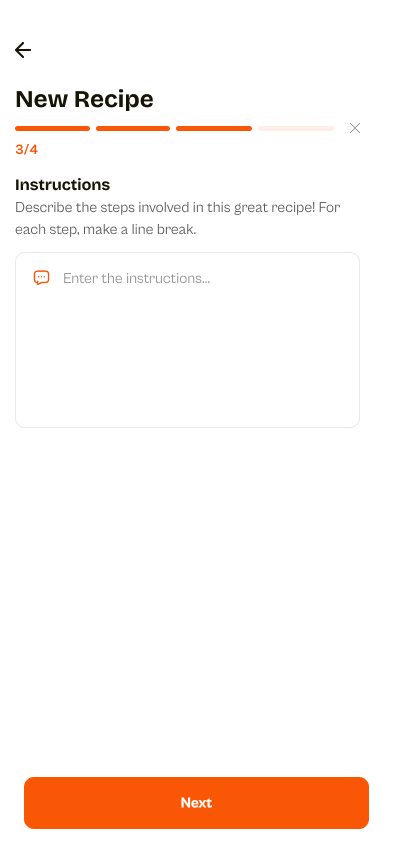 New Recipe
3/4
Instructions
Describe the steps involved in this great recipe! For
each step, make a line break.
Enter the instructions...
Next